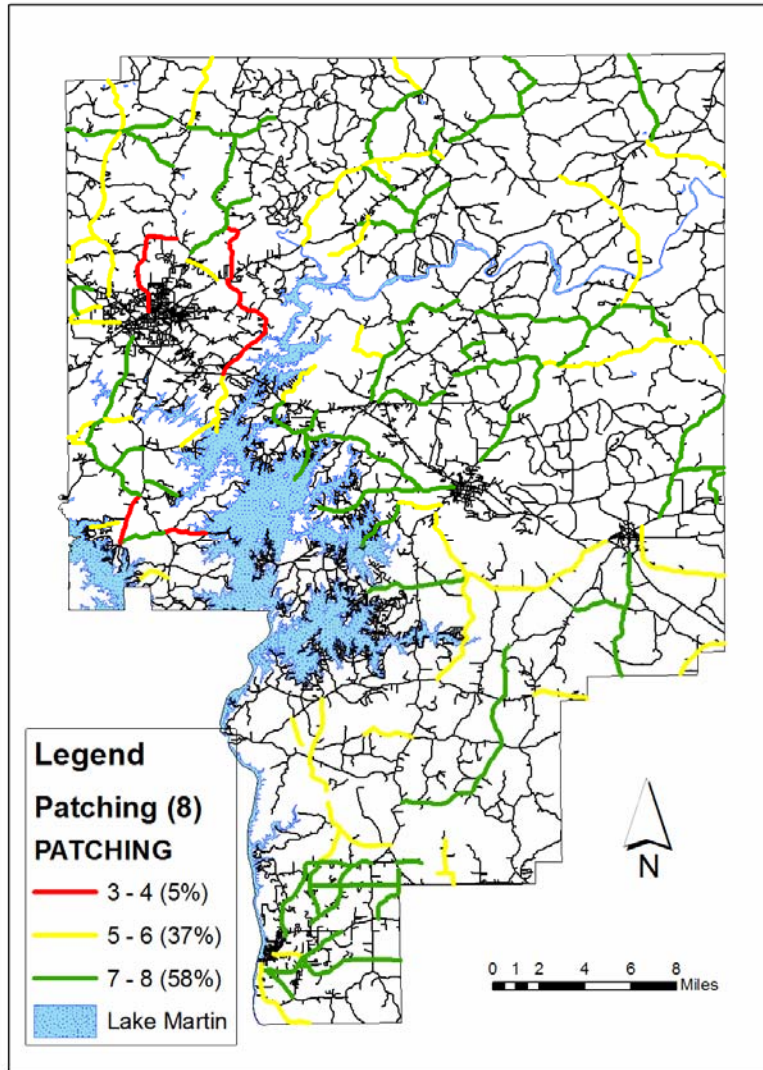 Legend
Patching (8)
PATCHING
3 - 4 (5%)
5 - 6 (37%)
7 - 8 (58%)
Lake Martin
N
0 1 2 4 6 8
Miles